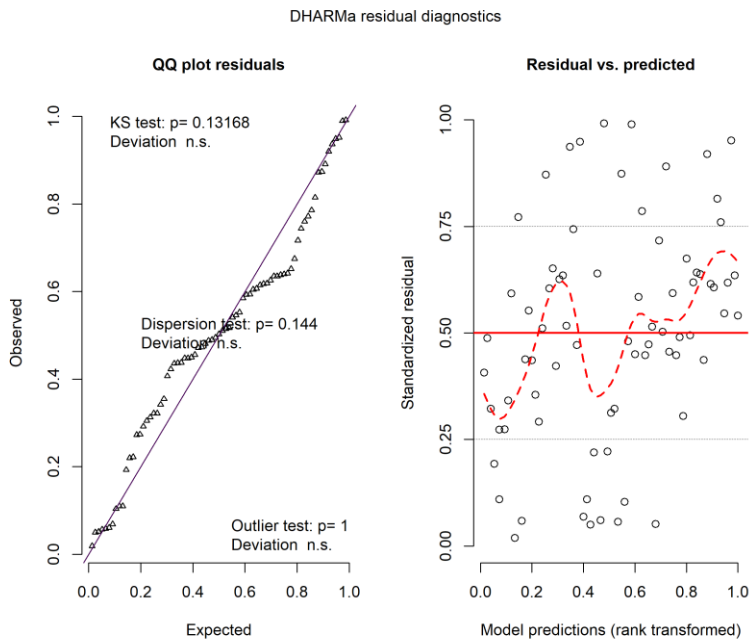 DHARMa residual diagnostics
QQ plot residuals
KS test: p= 0.13168
Deviation n.s.
Dispersion test: p= 0.144
Deviation n.s.
Outlier test: p= 1
Deviation n.s.
Observed
0.0 0.2 0.4 0.6 0.8 1.0
0.0 0.2 0.4 0.6 0.8 1.0
Expected
Residual vs. predicted
Standardized residual
0.00 0.25 0.50 0.75 1.00
0.0 0.2 0.4 0.6 0.8 1.0
Model predictions (rank transformed)